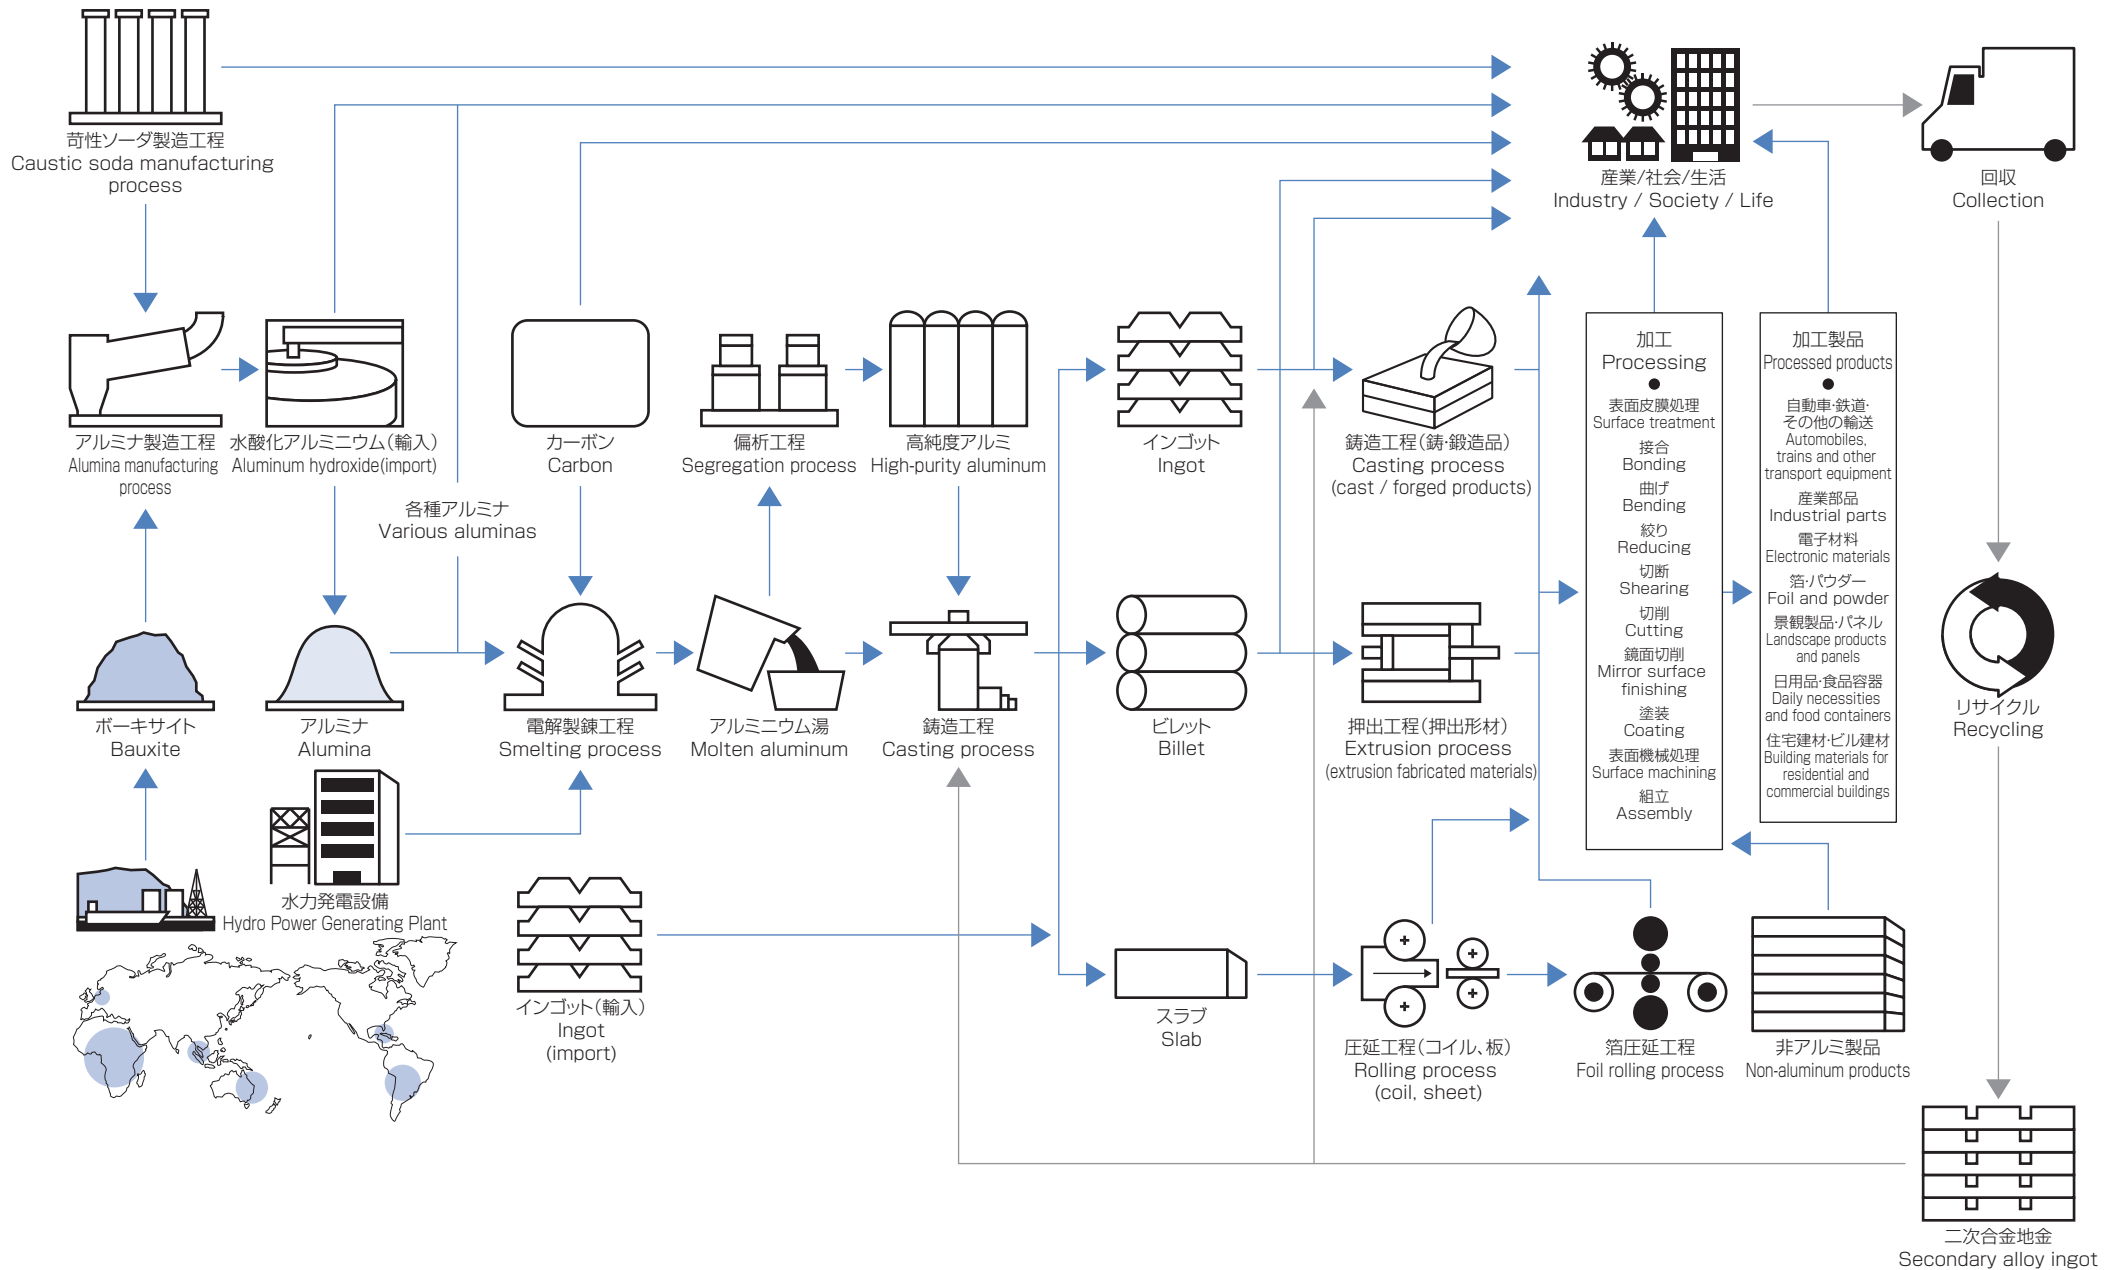 苛性ソーダ製造工程
Caustic soda manufacturing
process
産業/社会/生活
Industry / Society / Life
回収
Collection
アルミナ製造工程
Alumina manufacturing
process
水酸化アルミニウム（輸入）
Aluminum hydroxide(import)
各種アルミナ
Various aluminas
カーボン
Carbon
偏析工程
Segregation process
高純度アルミ
High-purity aluminum
インゴット
Ingot
鋳造工程（鋳・鍛造品）
Casting process
(cast / forged products)
加工
Processing
●
表面皮膜処理
Surface treatment
接合
Bonding
曲げ
Bending
絞り
Reducing
切断
Shearing
切削
Cutting
鏡面切削
Mirror surface
finishing
塗装
Coating
表面機械処理
Surface machining
組立
Assembly
加工製品
Processed products
●
自動車・鉄道・
その他の輸送
Automobiles,
trains and other
transport equipment
産業部品
Industrial parts
電子材料
Electronic materials
箔・パウダー
Foil and powder
景観製品・パネル
Landscape products
and panels
日用品・食品容器
Daily necessities
and food containers
住宅建材・ビル建材
Building materials for
residential and
commercial buildings
ボーキサイト
Bauxite
アルミナ
Alumina
電解製錬工程
Smelting process
アルミニウム湯
Molten aluminum
鋳造工程
Casting process
ビレット
Billet
押出工程（押出形材）
Extrusion process
(extrusion fabricated materials)
リサイクル
Recycling
水力発電設備
Hydro Power Generating Plant
インゴット（輸入）
Ingot
(import)
スラブ
Slab
圧延工程（コイル、板）
Rolling process
(coil, sheet)
箔圧延工程
Foil rolling process
非アルミ製品
Non-aluminum products
二次合金地金
Secondary alloy ingot